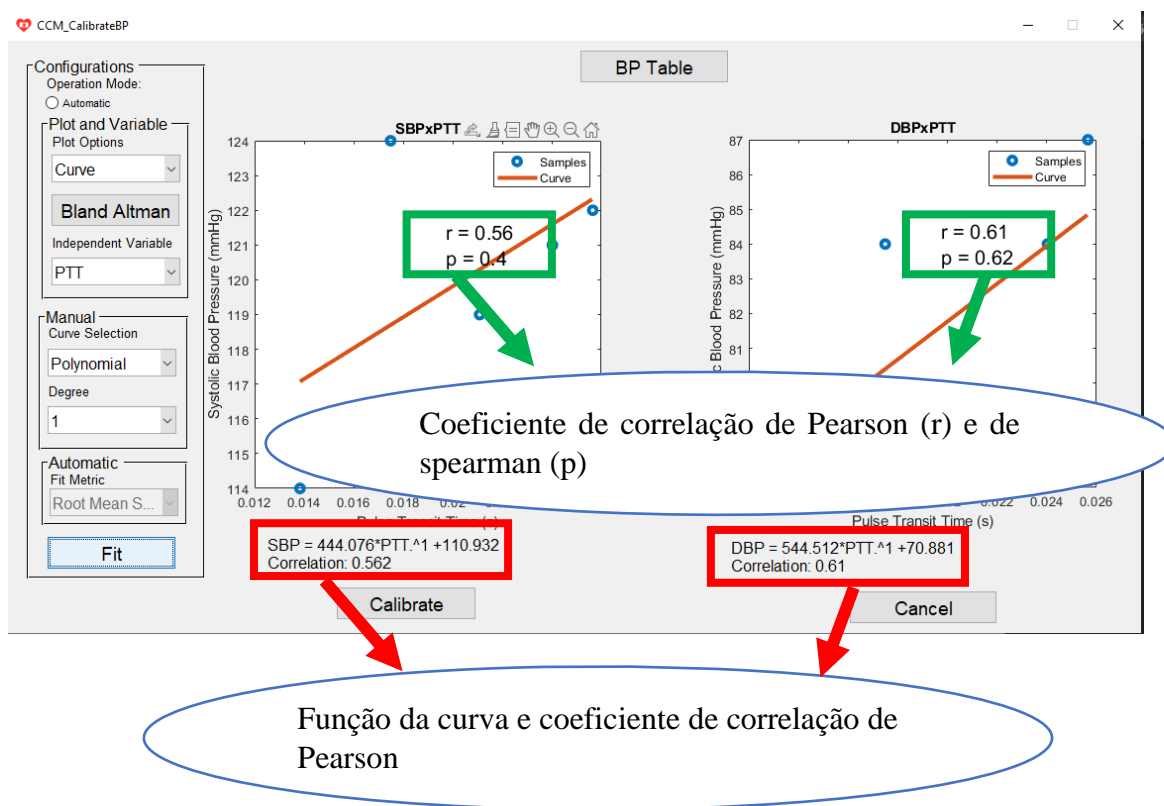 CCM_CalibrateBP
Configurations
Operation Mode:
Automatic
Plot and Variable
Plot Options
Curve
Bland Altman
Independent Variable
PTT
Manual
Curve Selection
Polynomial
Degree
1
Automatic
Fit Metric
Root Mean S...
Fit
BP Table
SBPxPTT
Samples
Curve
124
123
122
121
120
119
118
117
116
115
114
Systolic Blood Pressure (mmHg)
r = 0.56
p = 0.4
0.012 0.014 0.016 0.018
Pulse Transit Time (s)
SBP = 444.076*PTT.^1 +110.932
Correlation: 0.562
Calibrate
DBPxPTT
Samples
Curve
87
86
85
84
83
82
81
Blood Pressure (mmHg)
r = 0.61
p = 0.62
0.022 0.024 0.026
Pulse Transit Time (s)
DBP = 544.512*PTT.^1 +70.881
Correlation: 0.61
Cancel
Coeficiente de correlação de Pearson (r) e de
spearman (p)
Função da curva e coeficiente de correlação de
Pearson